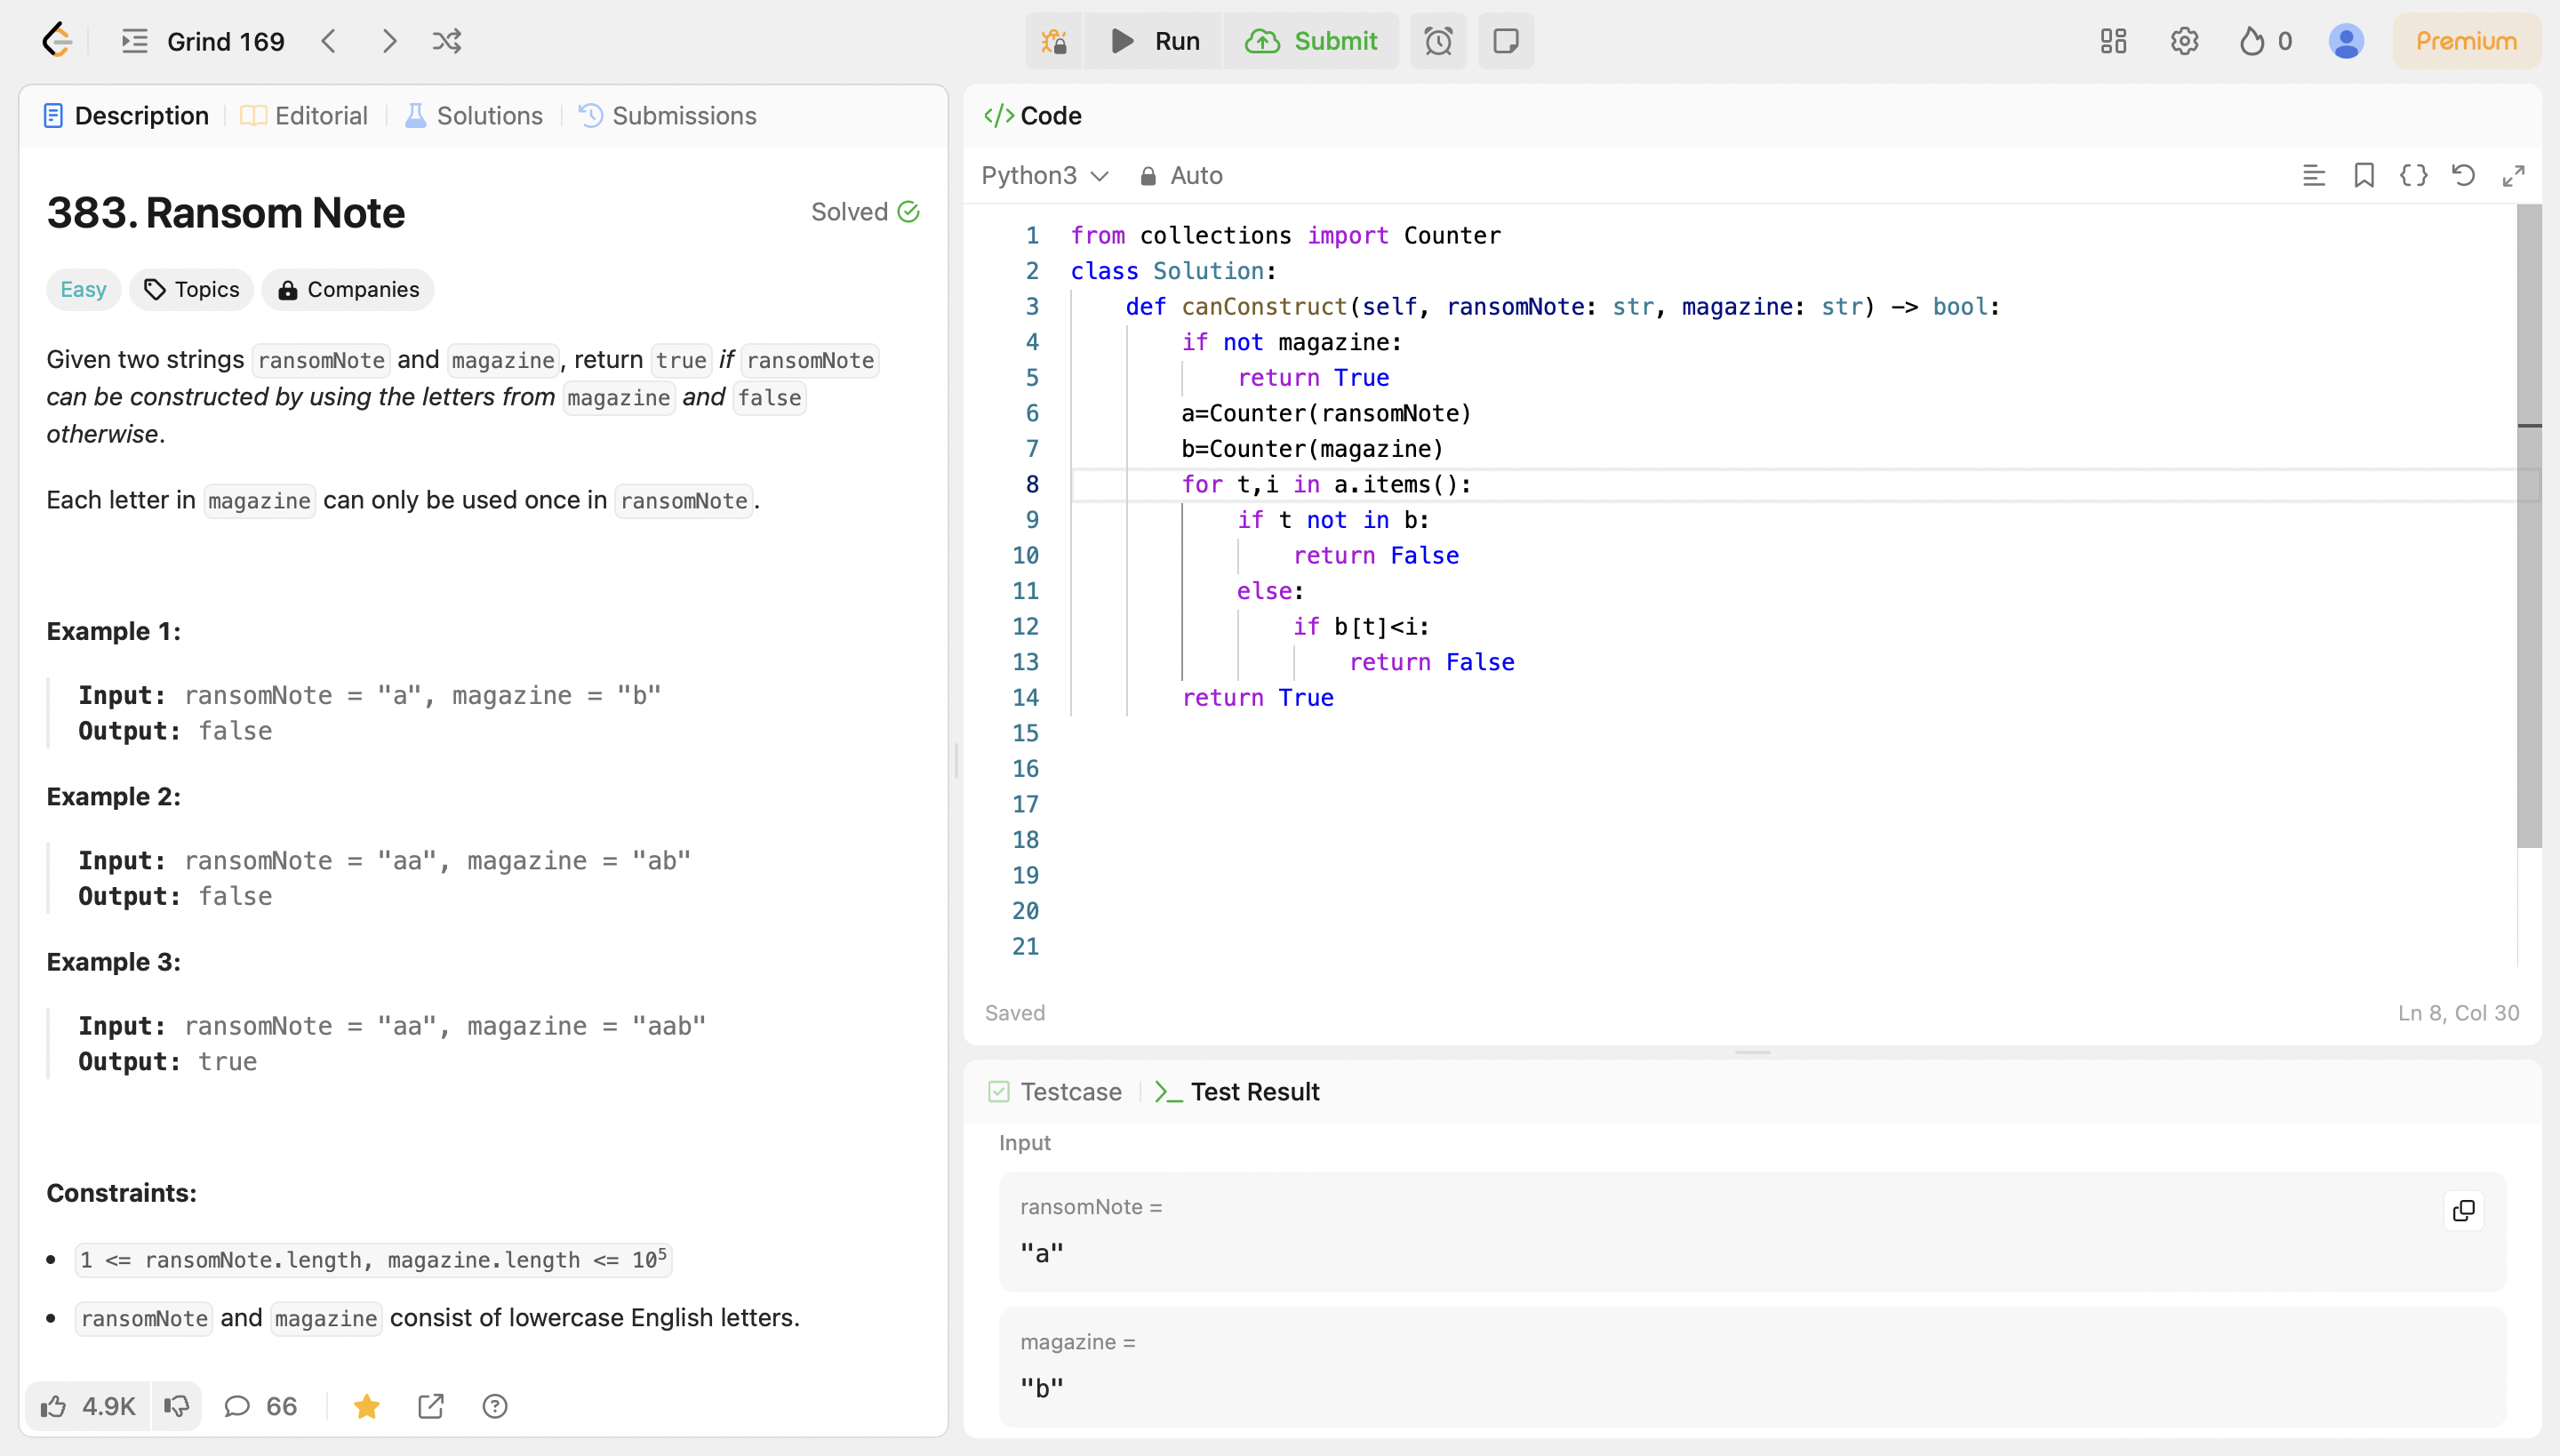 Grind 169
Run
Submit
0
Premium
Description
Editorial
Solutions
Submissions
383. Ransom Note
Solved
Easy
Topics
Companies
Given two strings ransomNote and magazine, return true if ransomNote
can be constructed by using the letters from magazine and false
otherwise.
Each letter in magazine can only be used once in ransomNote.
Example 1:
Input: ransomNote = "a", magazine = "b"
Output: false
Example 2:
Input: ransomNote = "aa", magazine = "ab"
Output: false
Example 3:
Input: ransomNote = "aa", magazine = "aab"
Output: true
Constraints:
• 1 <= ransomNote.length, magazine.length <= 10⁵
• ransomNote and magazine consist of lowercase English letters.
4.9K
66
</> Code
Python3
Auto
1 from collections import Counter
2 class Solution:
3     def canConstruct(self, ransomNote: str, magazine: str) -> bool:
4         if not magazine:
5             return True
6         a=Counter(ransomNote)
7         b=Counter(magazine)
8         for t,i in a.items():
9             if t not in b:
10                 return False
11             else:
12                 if b[t]<i:
13                     return False
14         return True
15
16
17
18
19
20
21
Saved
Ln 8, Col 30
Testcase
>_ Test Result
Input
ransomNote =
"a"
magazine =
"b"